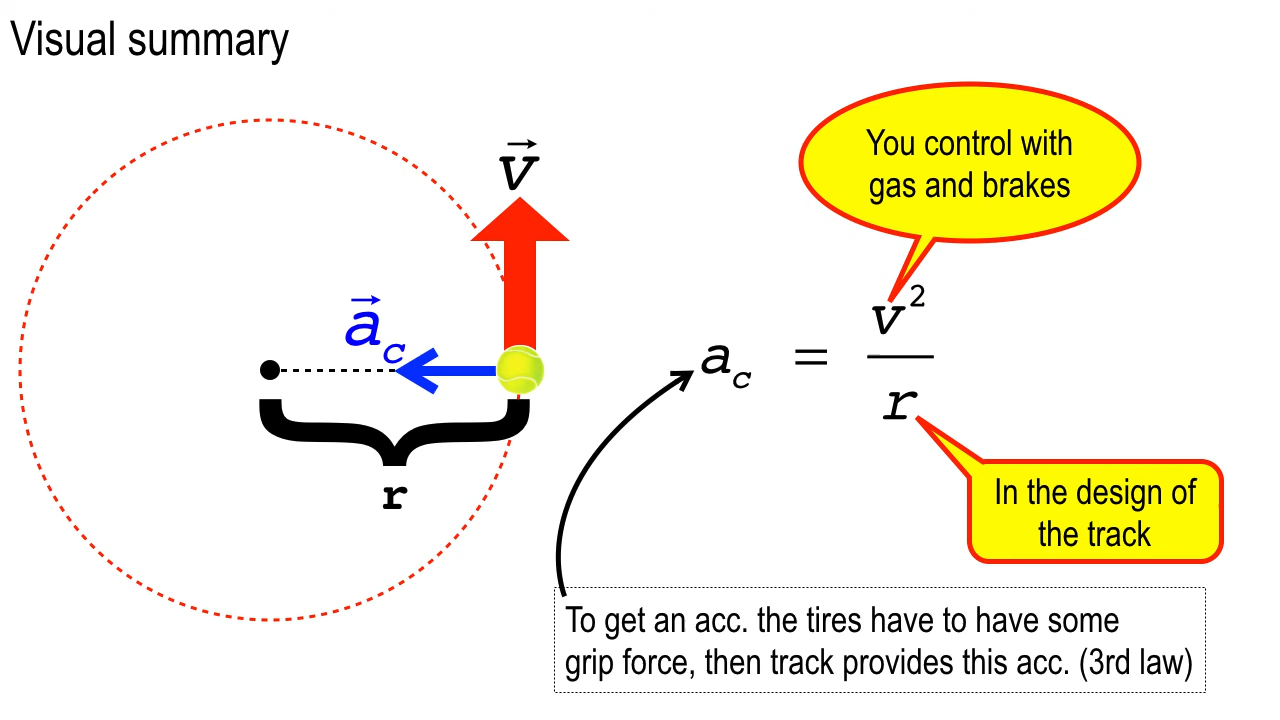 Visual summary
v⃗
a⃗c
r
You control with
gas and brakes
ac = v²/r
In the design of
the track
To get an acc. the tires have to have some
grip force, then track provides this acc. (3rd law)